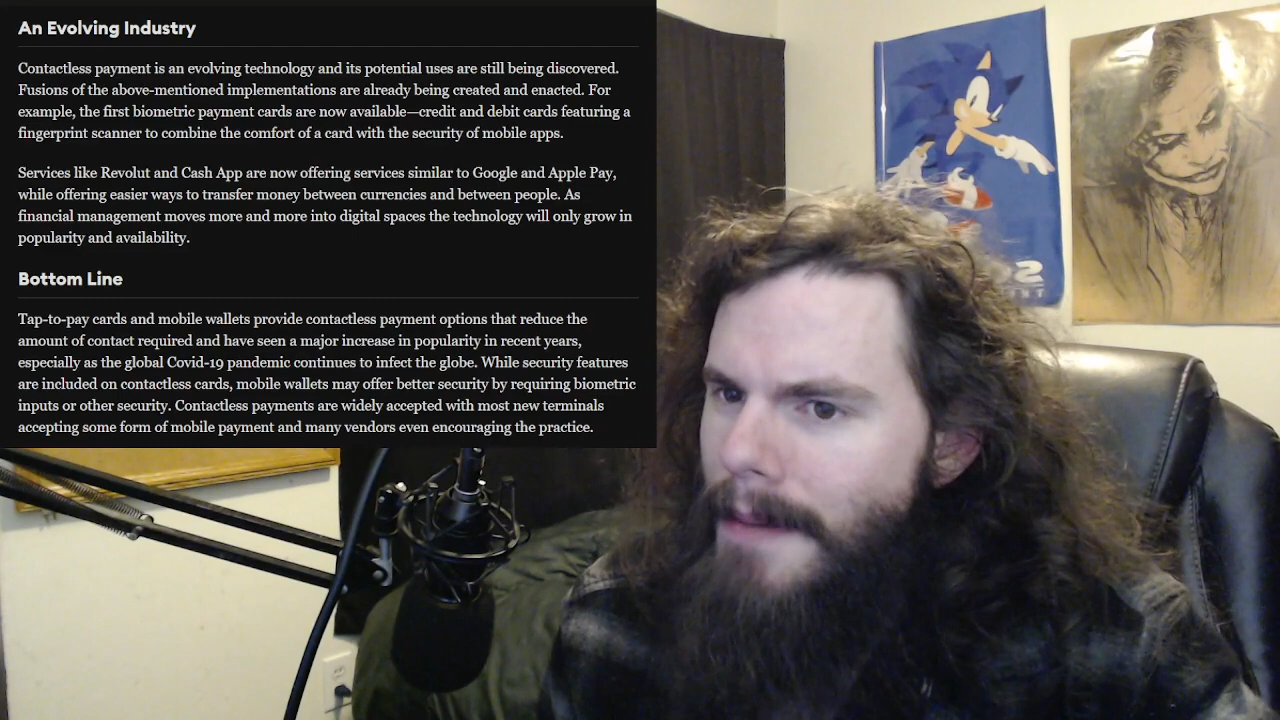 An Evolving Industry
Contactless payment is an evolving technology and its potential uses are still being discovered.
Fusions of the above-mentioned implementations are already being created and enacted. For
example, the first biometric payment cards are now available—credit and debit cards featuring a
fingerprint scanner to combine the comfort of a card with the security of mobile apps.
Services like Revolut and Cash App are now offering services similar to Google and Apple Pay,
while offering easier ways to transfer money between currencies and between people. As
financial management moves more and more into digital spaces the technology will only grow in
popularity and availability.
Bottom Line
Tap-to-pay cards and mobile wallets provide contactless payment options that reduce the
amount of contact required and have seen a major increase in popularity in recent years,
especially as the global Covid-19 pandemic continues to infect the globe. While security features
are included on contactless cards, mobile wallets may offer better security by requiring biometric
inputs or other security. Contactless payments are widely accepted with most new terminals
accepting some form of mobile payment and many vendors even encouraging the practice.